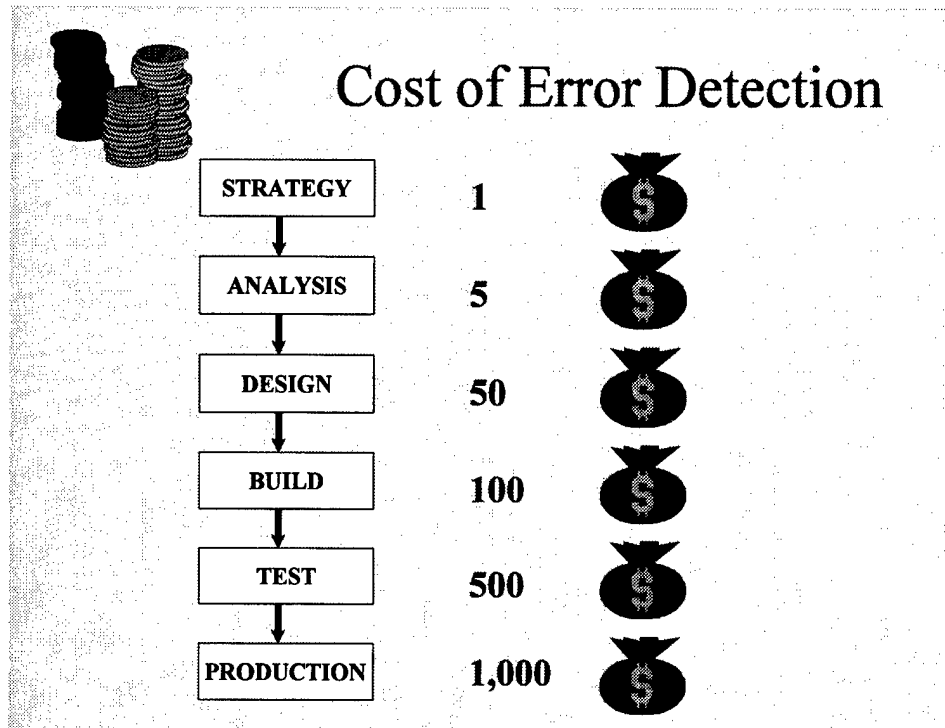 Cost of Error Detection
STRATEGY 1 $
ANALYSIS 5 $
DESIGN 50 $
BUILD 100 $
TEST 500 $
PRODUCTION 1,000 $